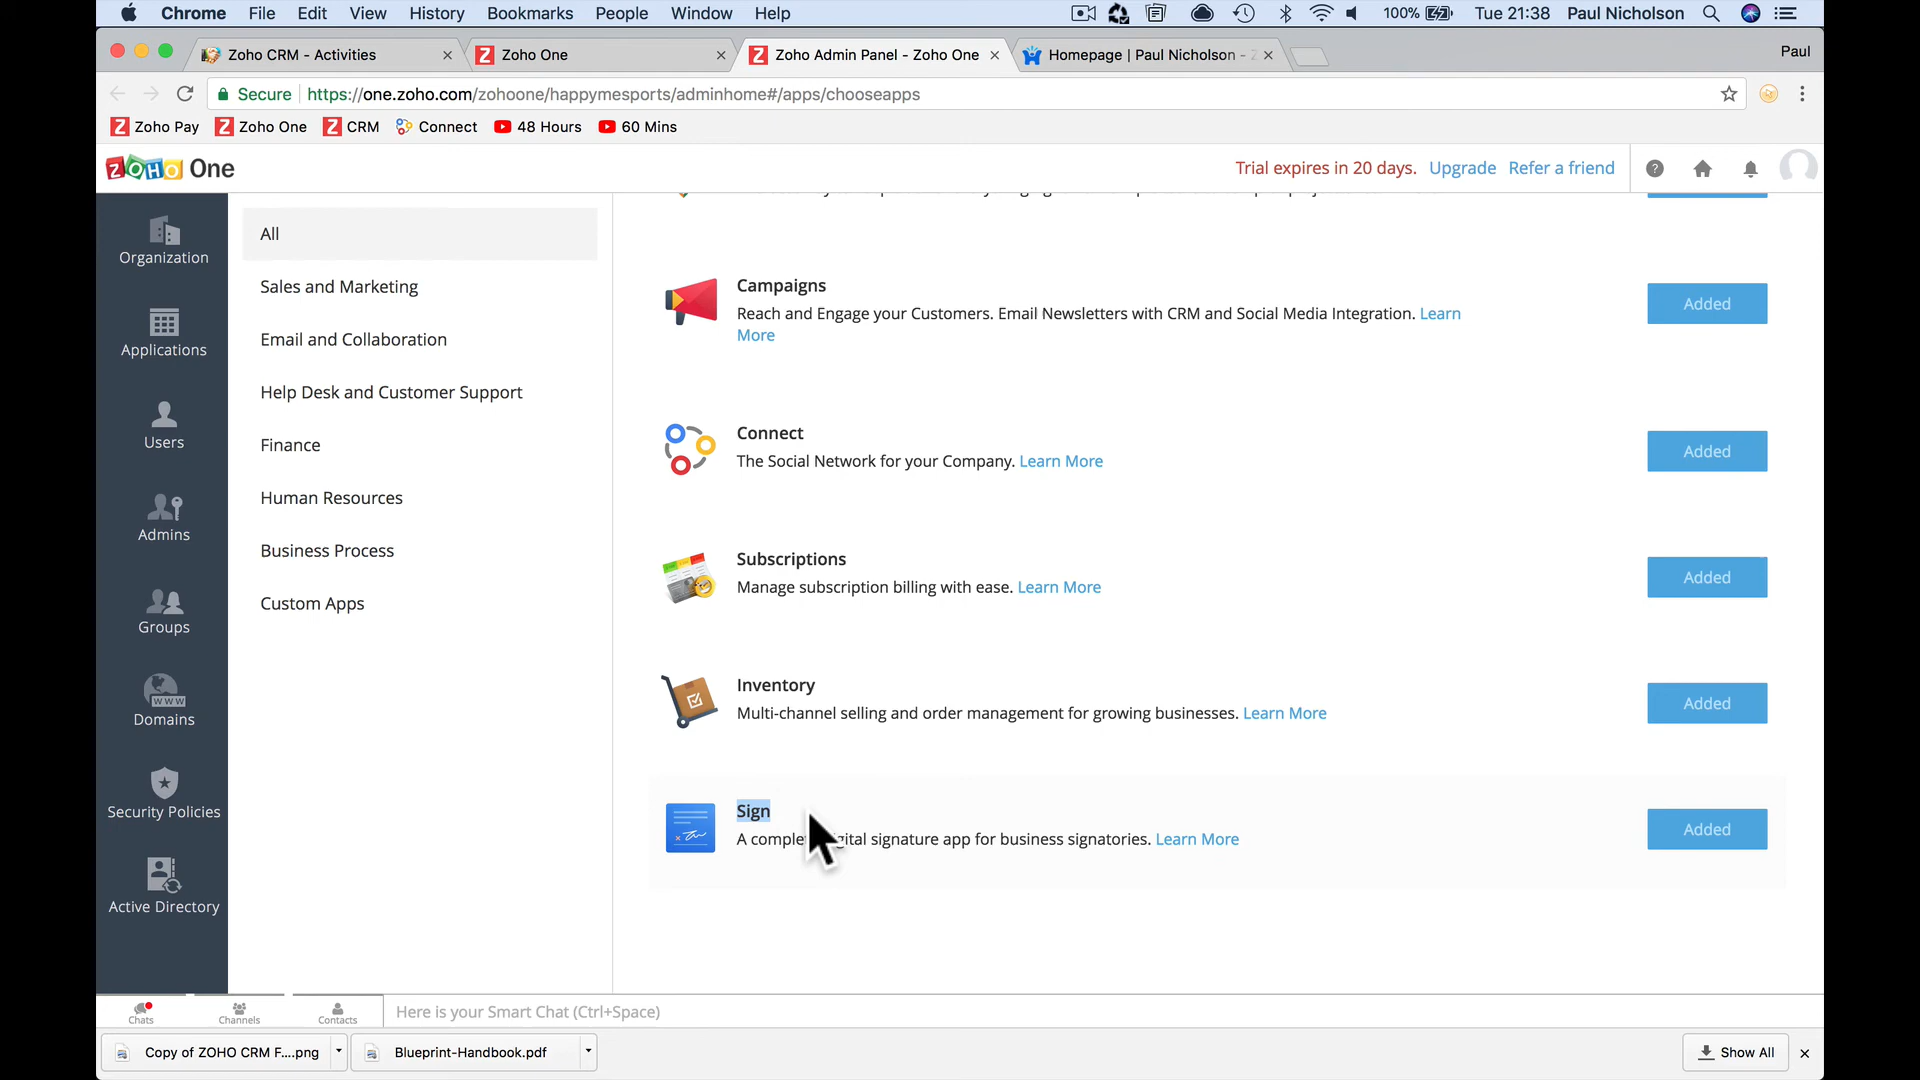 Chrome File Edit View History Bookmarks People Window Help 100% Tue 21:38 Paul Nicholson
Zoho CRM - Activities Zoho One Zoho Admin Panel - Zoho One Homepage | Paul Nicholson - Paul
Secure https://one.zoho.com/zohoone/happymesports/adminhome#/apps/chooseapps
Zoho Pay Zoho One CRM Connect 48 Hours 60 Mins
ZOHO One Trial expires in 20 days. Upgrade Refer a friend
Organization
Applications
Users
Admins
Groups
Domains
Security Policies
Active Directory
All
Sales and Marketing
Email and Collaboration
Help Desk and Customer Support
Finance
Human Resources
Business Process
Custom Apps
Campaigns
Reach and Engage your Customers. Email Newsletters with CRM and Social Media Integration. Learn
More
Added
Connect
The Social Network for your Company. Learn More
Added
Subscriptions
Manage subscription billing with ease. Learn More
Added
Inventory
Multi-channel selling and order management for growing businesses. Learn More
Added
Sign
A signature app for business signatories. Learn More
Added
Chats Channels Contacts Here is your Smart Chat (Ctrl+Space)
Copy of ZOHO CRM F....png Blueprint-Handbook.pdf Show All